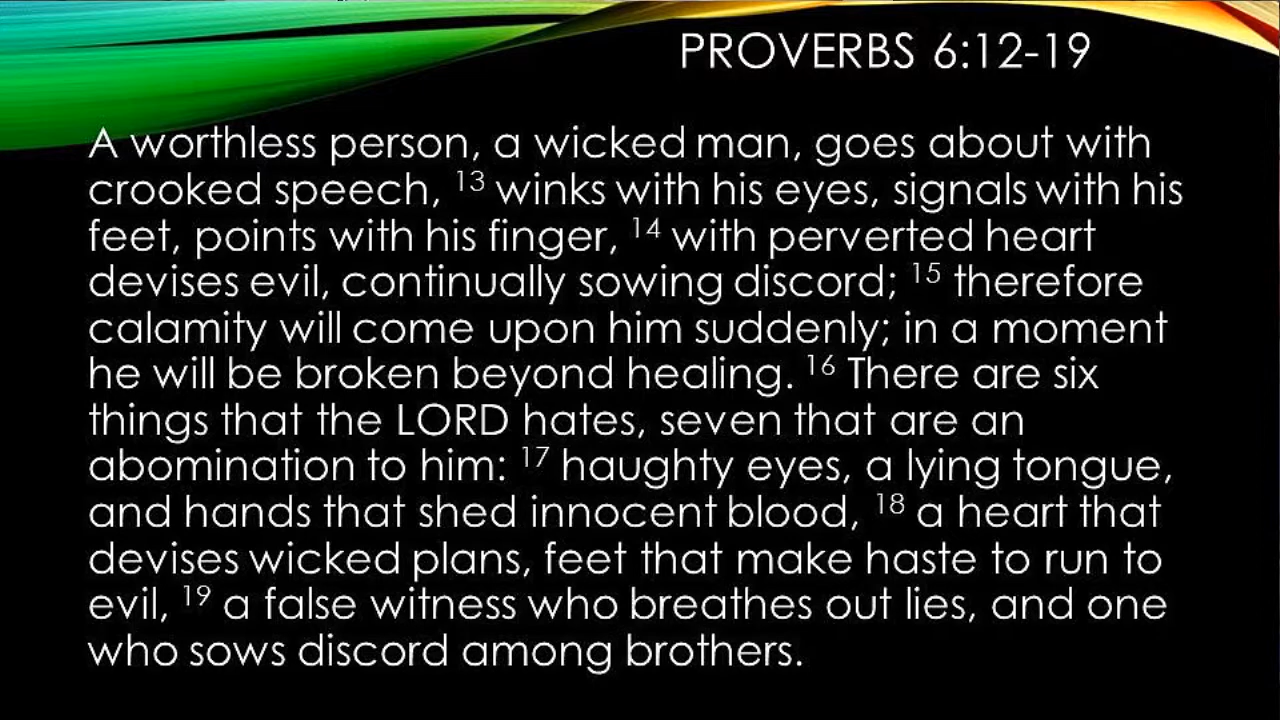 PROVERBS 6:12-19
A worthless person, a wicked man, goes about with
crooked speech, 13 winks with his eyes, signals with his
feet, points with his finger, 14 with perverted heart
devises evil, continually sowing discord; 15 therefore
calamity will come upon him suddenly; in a moment
he will be broken beyond healing. 16 There are six
things that the LORD hates, seven that are an
abomination to him: 17 haughty eyes, a lying tongue,
and hands that shed innocent blood, 18 a heart that
devises wicked plans, feet that make haste to run to
evil, 19 a false witness who breathes out lies, and one
who sows discord among brothers.